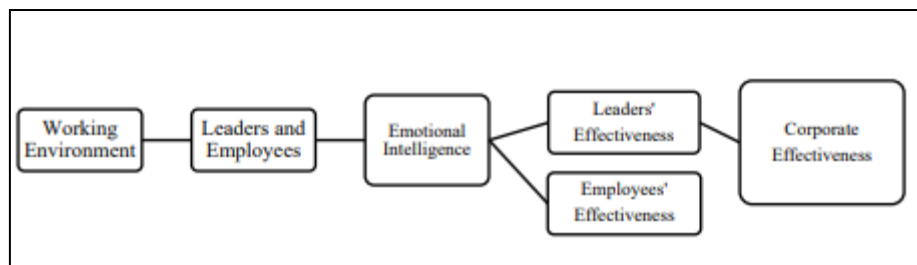 Working
Environment
Leaders and
Employees
Emotional
Intelligence
Leaders'
Effectiveness
Employees'
Effectiveness
Corporate
Effectiveness